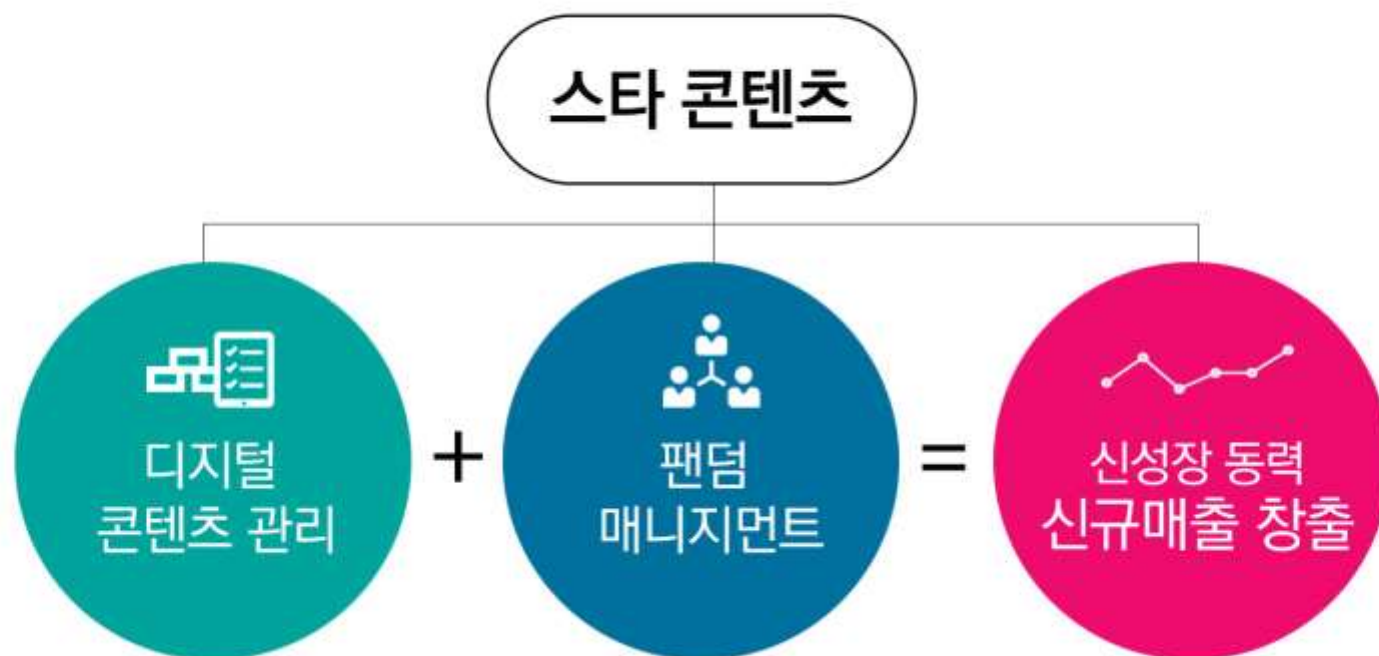 스타 콘텐츠
디지털
콘텐츠 관리
+
팬덤
매니지먼트
=
신성장 동력
신규매출 창출